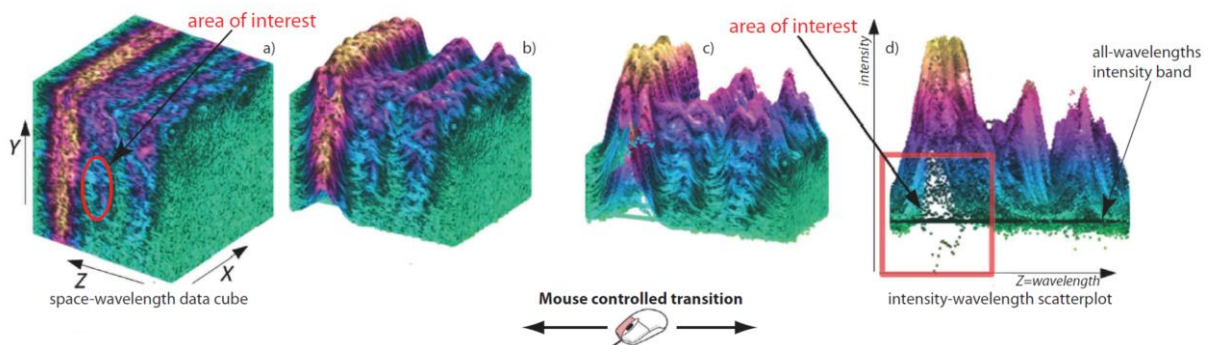 area of interest
a)
b)
c)
area of interest
d)
all-wavelengths
intensity band
intensity
Y
Z
X
space-wavelength data cube
Z=wavelength
intensity-wavelength scatterplot
Mouse controlled transition